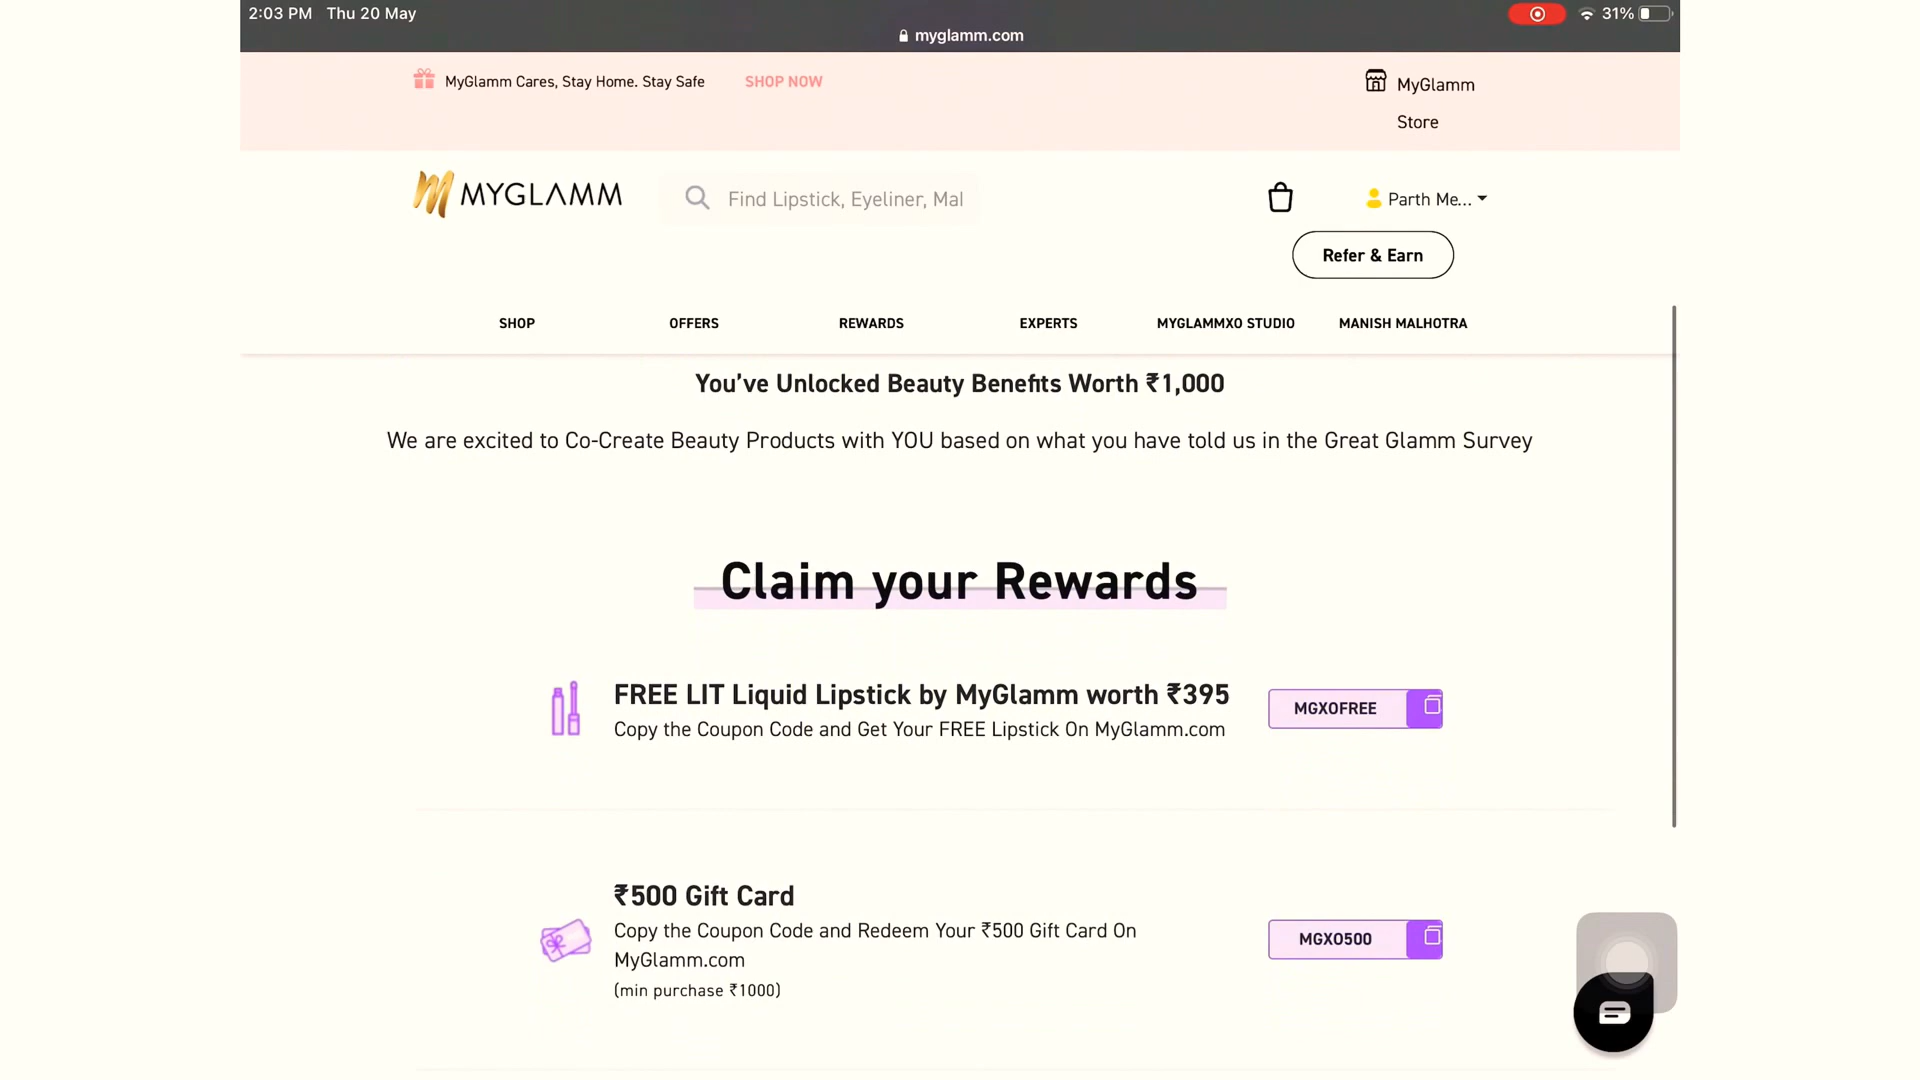 2:03 PM Thu 20 May
31%
myglamm.com
MyGlamm Cares, Stay Home. Stay Safe
SHOP NOW
MyGlamm
Store
MYGLAMM
Find Lipstick, Eyeliner, Mal
Parth Me...
Refer & Earn
SHOP
OFFERS
REWARDS
EXPERTS
MYGLAMMXO STUDIO
MANISH MALHOTRA
You’ve Unlocked Beauty Benefits Worth ₹1,000
We are excited to Co-Create Beauty Products with YOU based on what you have told us in the Great Glamm Survey
Claim your Rewards
FREE LIT Liquid Lipstick by MyGlamm worth ₹395
Copy the Coupon Code and Get Your FREE Lipstick On MyGlamm.com
MGXOFREE
₹500 Gift Card
Copy the Coupon Code and Redeem Your ₹500 Gift Card On
MyGlamm.com
(min purchase ₹1000)
MGXO500